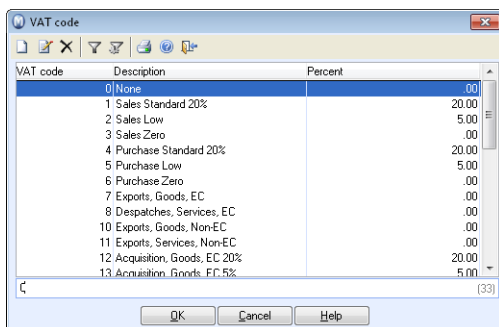 VAT code
VAT code Description Percent
0 None .00
1 Sales Standard 20% 20.00
2 Sales Low 5.00
3 Sales Zero .00
4 Purchase Standard 20% 20.00
5 Purchase Low 5.00
6 Purchase Zero .00
7 Exports, Goods, EC .00
8 Despatches, Services, EC .00
10 Exports, Goods, Non-EC .00
11 Exports, Services, Non-EC .00
12 Acquisition, Goods, EC 20% 20.00
13 Acquisition, Goods, EC 5% 5.00
(33)
OK Cancel Help